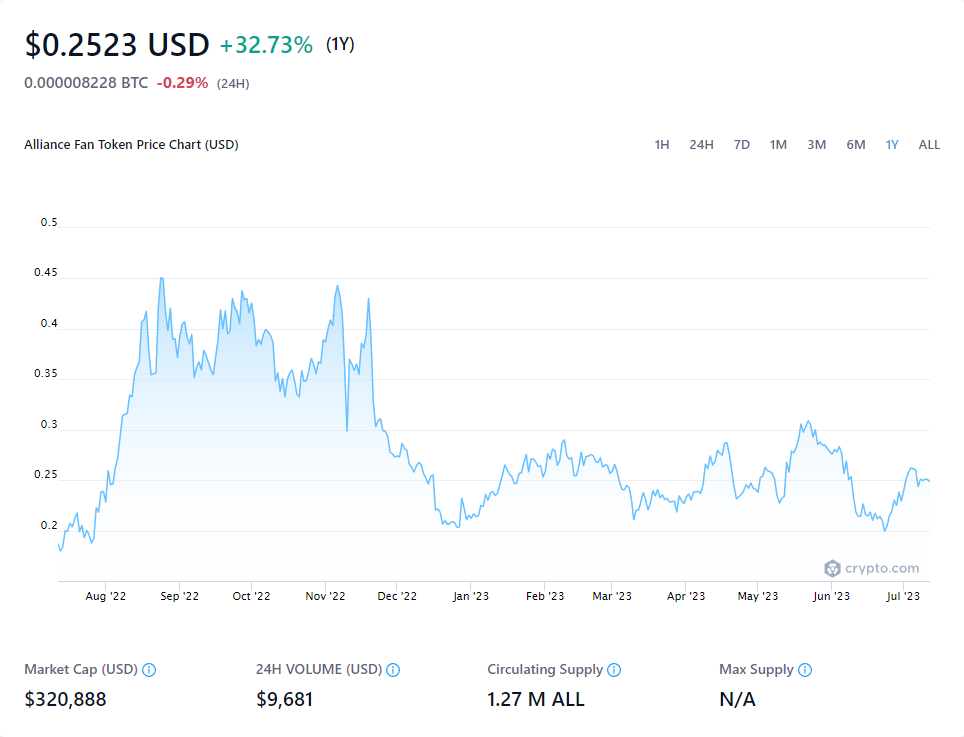 $0.2523 USD +32.73% (1Y)
0.000008228 BTC -0.29% (24H)
Alliance Fan Token Price Chart (USD) 1H 24H 7D 1M 3M 6M 1Y ALL
0.5
0.45
0.4
0.35
0.3
0.25
0.2
crypto.com
Aug '22 Sep '22 Oct '22 Nov '22 Dec '22 Jan '23 Feb '23 Mar '23 Apr '23 May '23 Jun '23 Jul '23
Market Cap (USD) 24H VOLUME (USD) Circulating Supply Max Supply
$320,888 $9,681 1.27 M ALL N/A